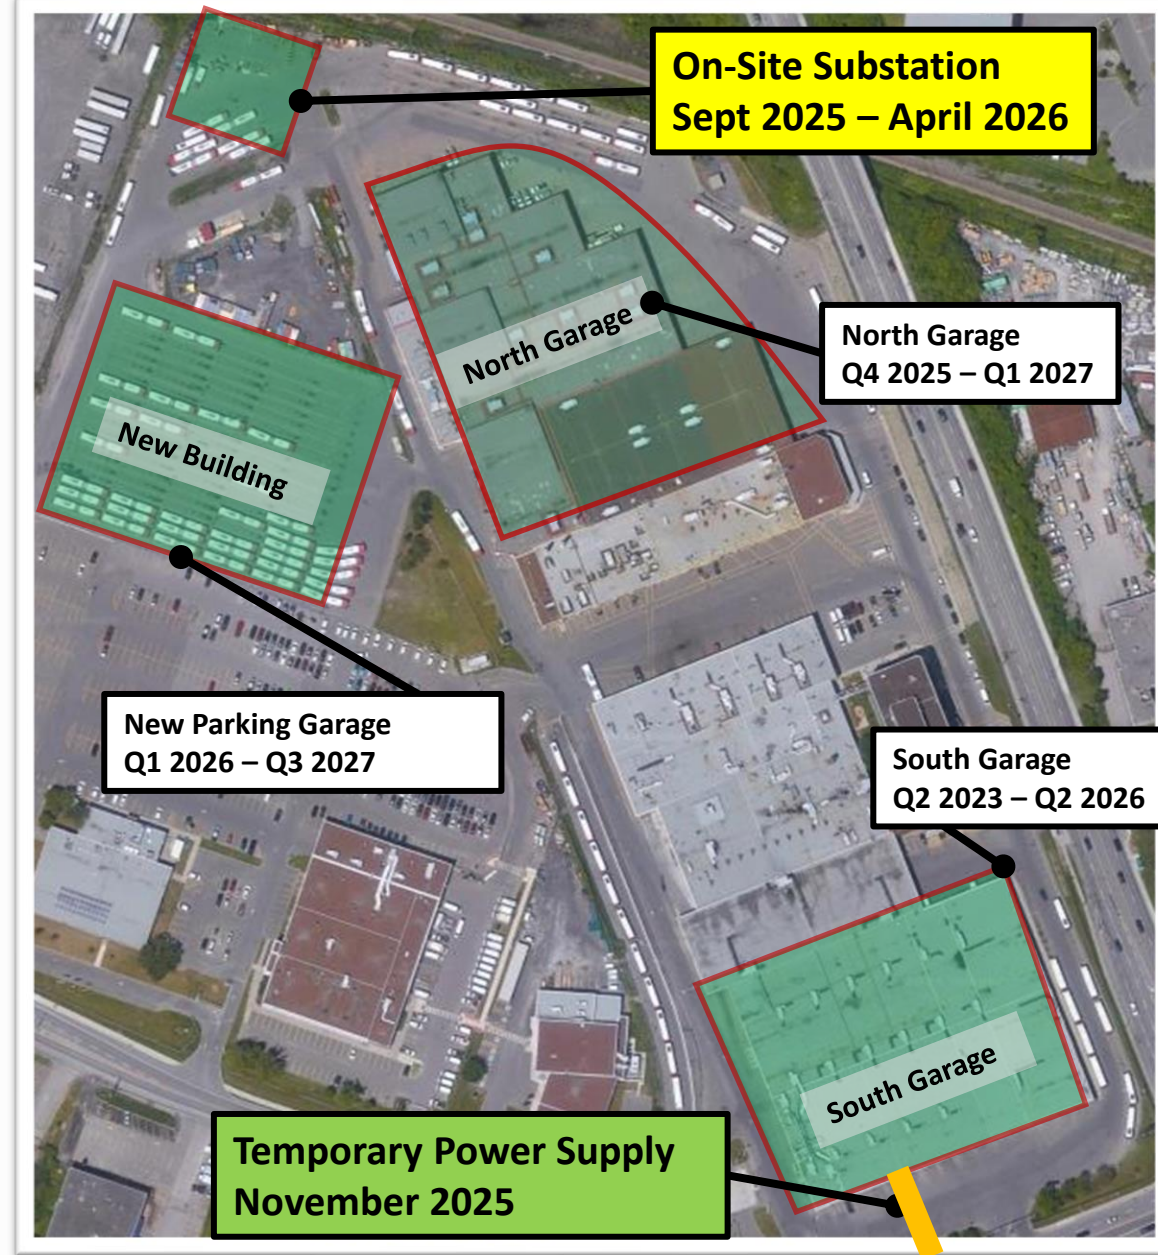 On-Site Substation
Sept 2025 – April 2026
North Garage
North Garage
Q4 2025 – Q1 2027
New Building
New Parking Garage
Q1 2026 – Q3 2027
South Garage
Q2 2023 – Q2 2026
South Garage
Temporary Power Supply
November 2025